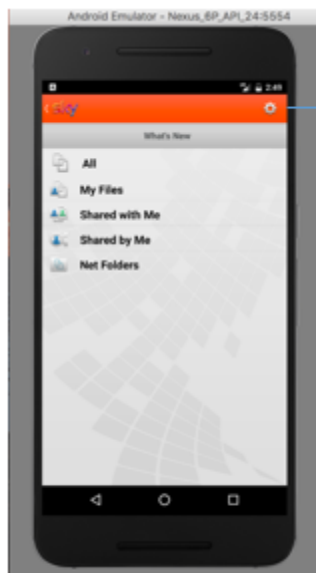 Android Emulator - Nexus_6P_API_24:5554
2:49
Sky
What's New
All
My Files
Shared with Me
Shared by Me
Net Folders